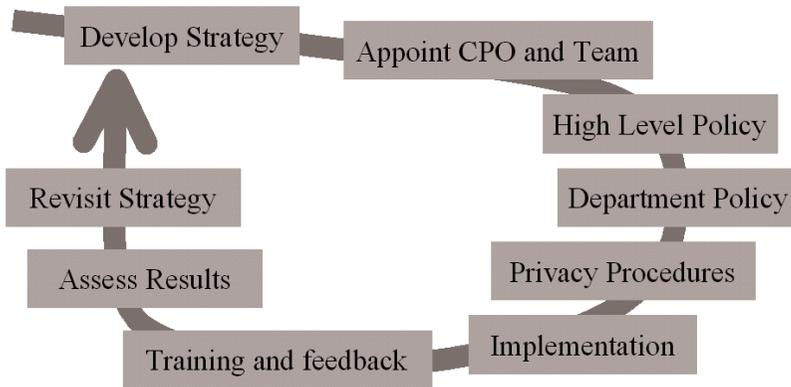 Develop Strategy
Appoint CPO and Team
High Level Policy
Department Policy
Privacy Procedures
Implementation
Training and feedback
Assess Results
Revisit Strategy